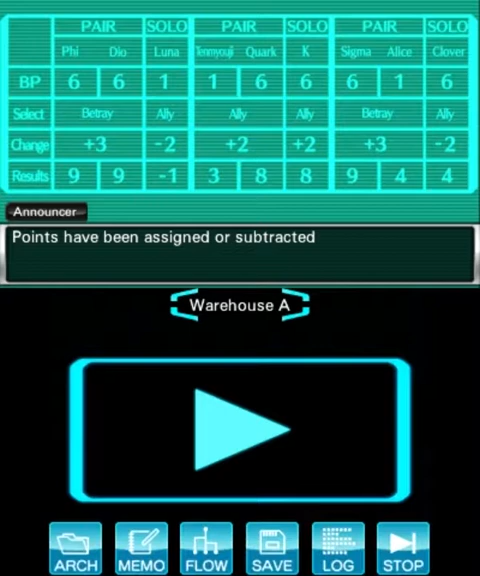 PAIR SOLO PAIR SOLO PAIR SOLO
Phi Dio Luna Tenmyouji Quark K Sigma Alice Clover
BP 6 6 1 1 6 6 6 1 6
Select Betray Ally Ally Ally Betray Ally
Change +3 -2 +2 +2 +3 -2
Results 9 9 -1 3 8 8 9 4 4
Announcer
Points have been assigned or subtracted
Warehouse A
ARCH MEMO FLOW SAVE LOG STOP